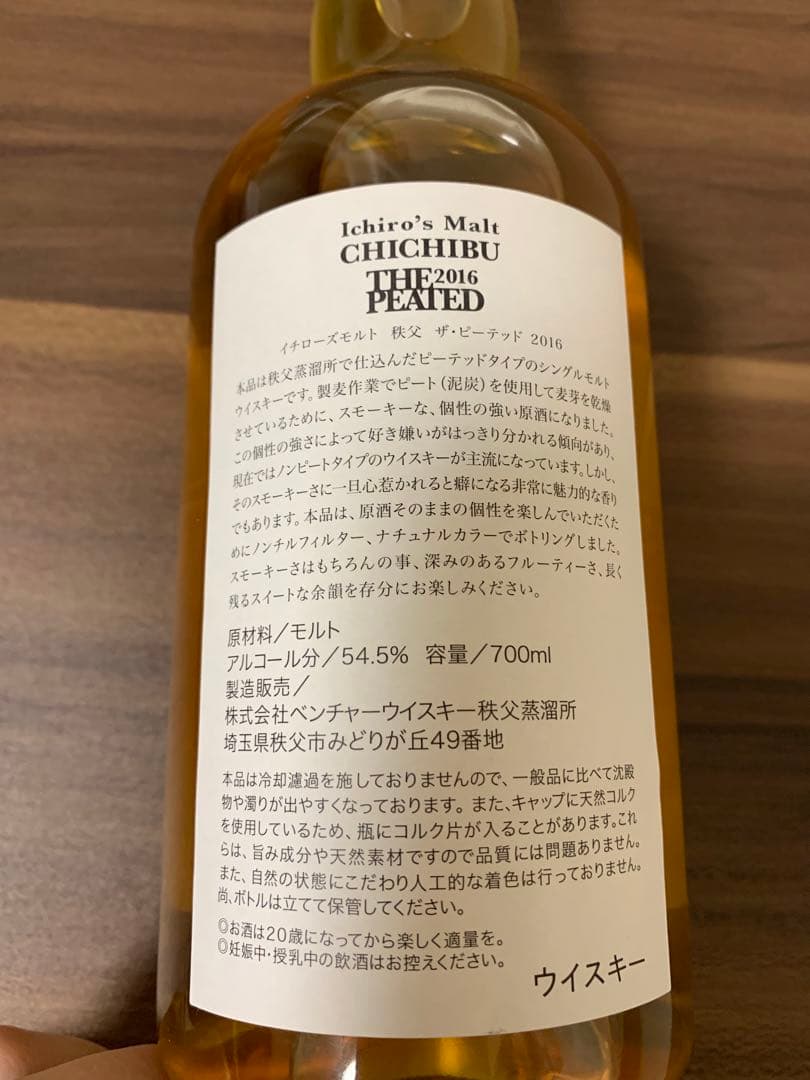 Ichiro's Malt
CHICHIBU
THE 2016
PEATED
イチローズモルト 秩父 ザ・ピーテッド 2016
本品は秩父蒸溜所で仕込んだピーテッドタイプのシングルモルト
ウイスキーです。製麦作業でピート（泥炭）を使用して麦芽を乾燥
させているために、スモーキーな、個性の強い原酒になりました。
この個性の強さによって好き嫌いがはっきり分かれる傾向があり、
現在ではノンピートタイプのウイスキーが主流になっています。しかし、
そのスモーキーさに一旦心惹かれると癖になる非常に魅力的な香り
でもあります。本品は、原酒そのままの個性を楽しんでいただくた
めにノンチルフィルター、ナチュナルカラーでボトリングしました。
スモーキーさはもちろんの事、深みのあるフルーティーさ、長く
残るスイートな余韻を存分にお楽しみください。
原材料／モルト
アルコール分／54.5% 容量／700ml
製造販売／
株式会社ベンチャーウイスキー秩父蒸溜所
埼玉県秩父市みどりが丘49番地
本品は冷却濾過を施しておりませんので、一般品に比べて沈殿
物や濁りが出やすくなっております。また、キャップに天然コルク
を使用しているため、瓶にコルク片が入ることがあります。これ
らは、旨み成分や天然素材ですので品質には問題ありません。
また、自然の状態にこだわり人工的な着色は行っておりません。
尚、ボトルは立てて保管してください。
◎お酒は20歳になってから楽しく適量を。
◎妊娠中・授乳中の飲酒はお控えください。
ウイスキー